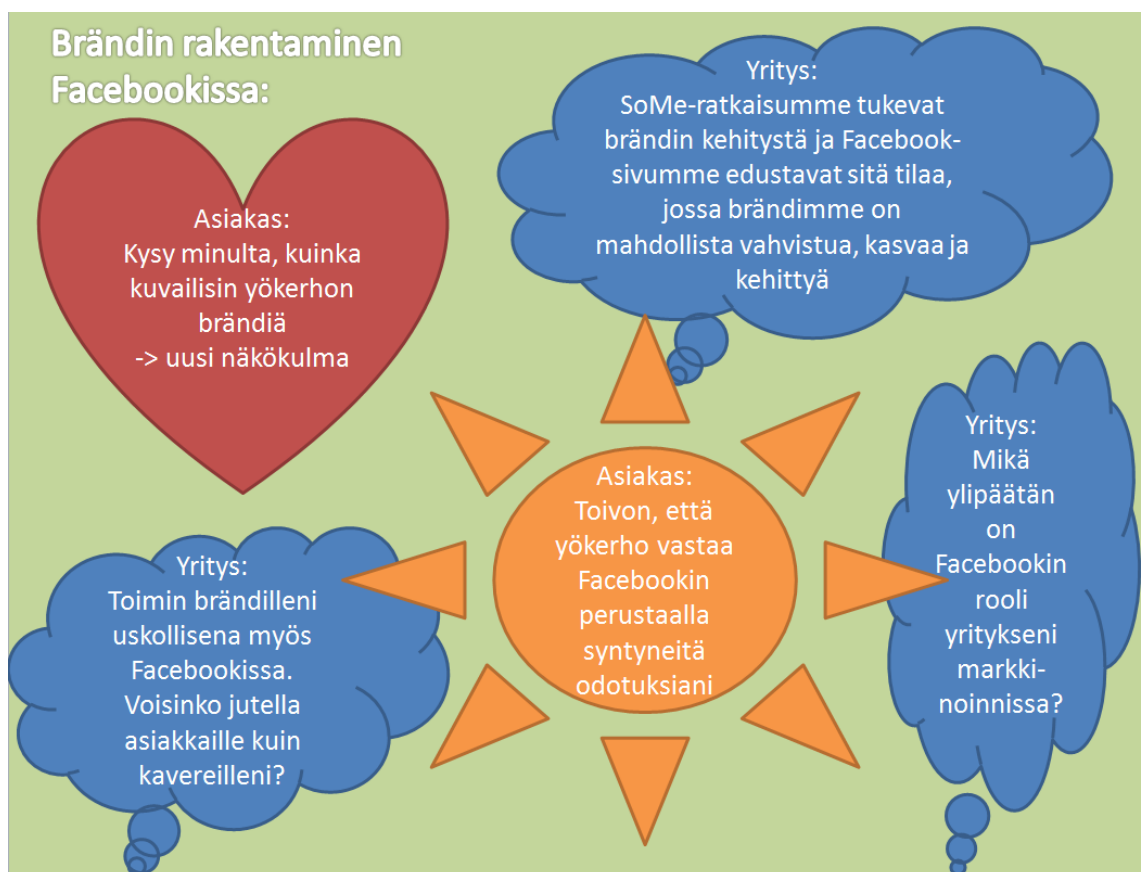 Brändin rakentaminen
Facebookissa:
Asiakas:
Kysy minulta, kuinka
kuvailisin yökerhon
brändiä
-> uusi näkökulma
Yritys:
SoMe-ratkaisumme tukevat
brändin kehitystä ja Facebook-
sivumme edustavat sitä tilaa,
jossa brändimme on
mahdollista vahvistua, kasvaa ja
kehittyä
Asiakas:
Toivon, että
yökerho vastaa
Facebookin
perustaalla
syntyneitä
odotuksiani
Yritys:
Mikä
ylipäätän
on
Facebookin
rooli
yritykseni
markki-
noinnissa?
Yritys:
Toimin brändilleni
uskollisena myös
Facebookissa.
Voisinko jutella
asiakkaille kuin
kavereilleni?